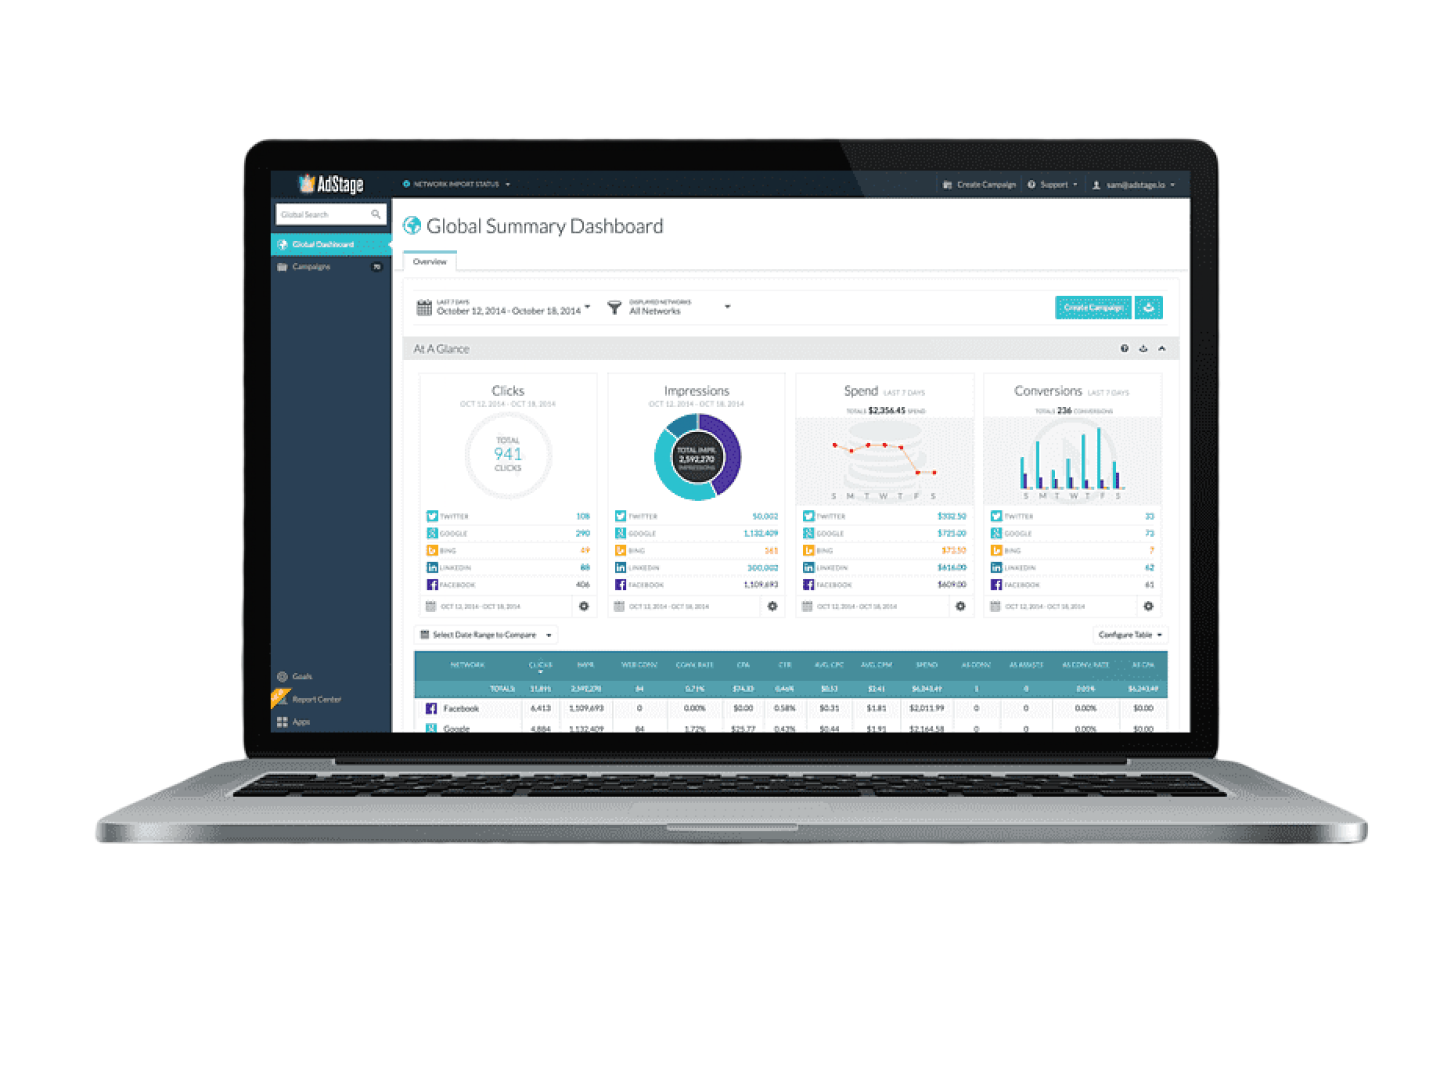 AdStage
NETWORK IMPORT STATUS
Create Campaign
Support
sam@adstage.io
Global Search
Global Dashboard
Campaigns
70
Global Summary Dashboard
Overview
LAST 7 DAYS
October 12, 2014 - October 18, 2014
DISPLAYED NETWORKS
All Networks
Create Campaign
At A Glance
Clicks
OCT 12, 2014 - OCT 18, 2014
TOTAL
941
CLICKS
TWITTER 108
GOOGLE 290
BING 49
LINKEDIN 88
FACEBOOK 406
OCT 12, 2014 - OCT 18, 2014
Impressions
OCT 12, 2014 - OCT 18, 2014
TOTAL IMPR.
2,592,270
IMPRESSIONS
TWITTER 50,002
GOOGLE 1,132,409
BING 161
LINKEDIN 300,002
FACEBOOK 1,109,693
OCT 12, 2014 - OCT 18, 2014
Spend LAST 7 DAYS
TOTALS $2,356.45 SPEND
S M T W T F S
TWITTER $332.50
GOOGLE $725.00
BING $73.50
LINKEDIN $616.00
FACEBOOK $609.00
OCT 12, 2014 - OCT 18, 2014
Conversions LAST 7 DAYS
TOTALS 236 CONVERSIONS
S M T W T F S
TWITTER 33
GOOGLE 73
BING 7
LINKEDIN 62
FACEBOOK 61
OCT 12, 2014 - OCT 18, 2014
Select Date Range to Compare
Configure Table
NETWORK CLICKS IMPR. WEB CONV. CONV. RATE CPA CTR AVG. CPC AVG. CPM SPEND AS CONV AS ASSISTS AS CONV RATE AS CPA
TOTALS 2,592,270 84 0.71% $74.33 0.46% $0.53 $2.41 $6,243.49 1 0 0.01% $6,243.49
Facebook 6,413 1,109,693 0 0.00% $0.00 0.58% $0.31 $1.81 $2,011.99 0 0 0.00% $0.00
Google 4,884 1,132,409 84 1.72% $25.77 0.43% $0.44 $1.91 $2,164.58 0 0 0.00% $0.00
Goals
Report Center
Apps